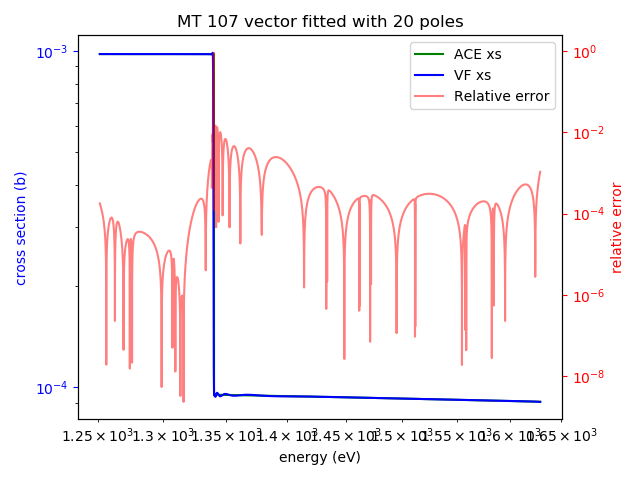 MT 107 vector fitted with 20 poles
ACE xs
VF xs
Relative error
cross section (b)
10⁻³
10⁻⁴
relative error
10⁰
10⁻²
10⁻⁴
10⁻⁶
10⁻⁸
1.25 × 10³ 1.3 × 10³ 1.35 × 10³ 1.4 × 10³ 1.45 × 10³ 1.5 × 10³ 1.55 × 10³ 1.6 × 10³ 1.65 × 10³
energy (eV)